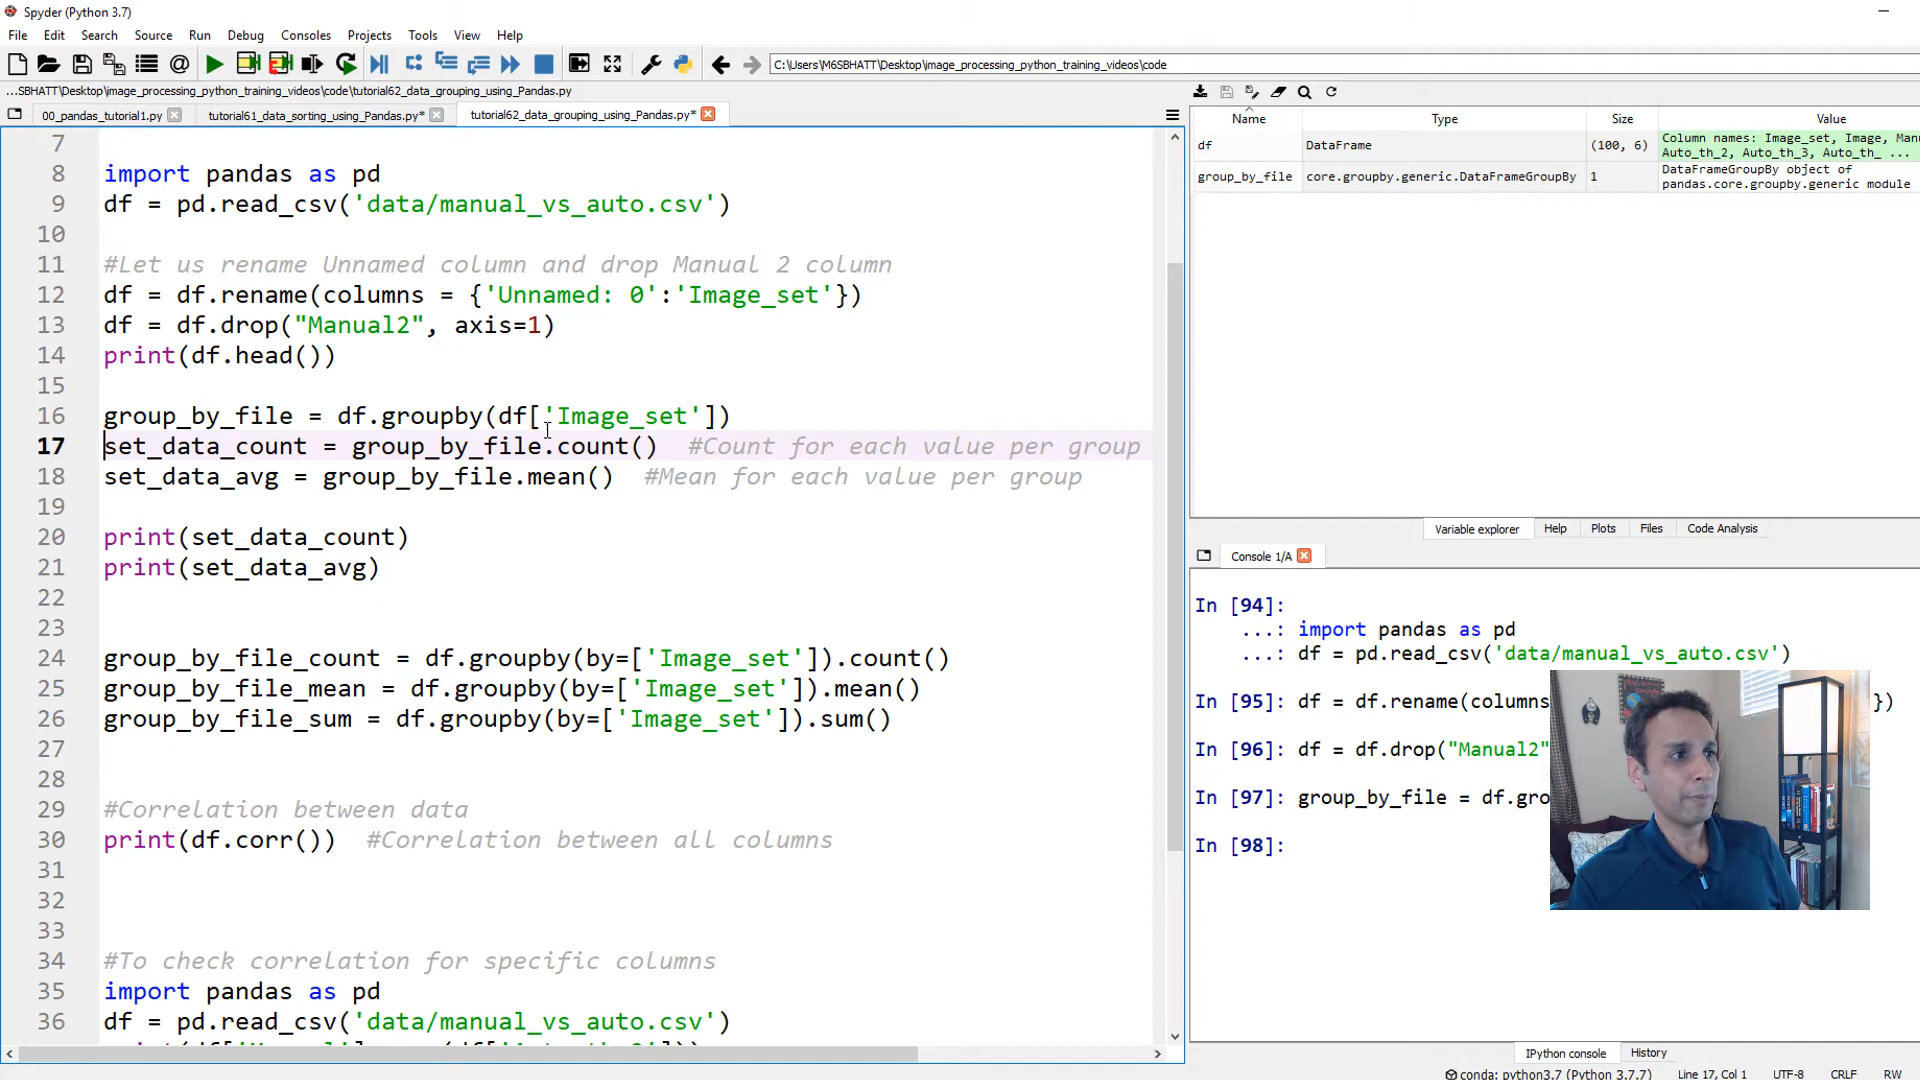 Spyder (Python 3.7)
File Edit Search Source Run Debug Consoles Projects Tools View Help
C:\Users\M6SBHATT\Desktop\image_processing_python_training_videos\code
...SBHATT\Desktop\image_processing_python_training_videos\code\tutorial62_data_grouping_using_Pandas.py
00_pandas_tutorial1.py tutorial61_data_sorting_using_Pandas.py* tutorial62_data_grouping_using_Pandas.py*
7
8 import pandas as pd
9 df = pd.read_csv('data/manual_vs_auto.csv')
10
11 #Let us rename Unnamed column and drop Manual 2 column
12 df = df.rename(columns = {'Unnamed: 0':'Image_set'})
13 df = df.drop("Manual2", axis=1)
14 print(df.head())
15
16 group_by_file = df.groupby(df['Image_set'])
17 set_data_count = group_by_file.count()  #Count for each value per group
18 set_data_avg = group_by_file.mean()  #Mean for each value per group
19
20 print(set_data_count)
21 print(set_data_avg)
22
23
24 group_by_file_count = df.groupby(by=['Image_set']).count()
25 group_by_file_mean = df.groupby(by=['Image_set']).mean()
26 group_by_file_sum = df.groupby(by=['Image_set']).sum()
27
28
29 #Correlation between data
30 print(df.corr())  #Correlation between all columns
31
32
33
34 #To check correlation for specific columns
35 import pandas as pd
36 df = pd.read_csv('data/manual_vs_auto.csv')
Name Type Size Value
df DataFrame (100, 6) Column names: Image_set, Image, Man
Auto_th_2, Auto_th_3, Auto_th_ ...
group_by_file core.groupby.generic.DataFrameGroupBy 1 DataFrameGroupBy object of
pandas.core.groupby.generic module
Variable explorer Help Plots Files Code Analysis
Console 1/A
In [94]:
...: import pandas as pd
...: df = pd.read_csv('data/manual_vs_auto.csv')
In [95]: df = df.rename(columns })
In [96]: df = df.drop("Manual2"
In [97]: group_by_file = df.gro
In [98]:
IPython console History
conda: python3.7 (Python 3.7.7) Line 17, Col 1 UTF-8 CRLF RW